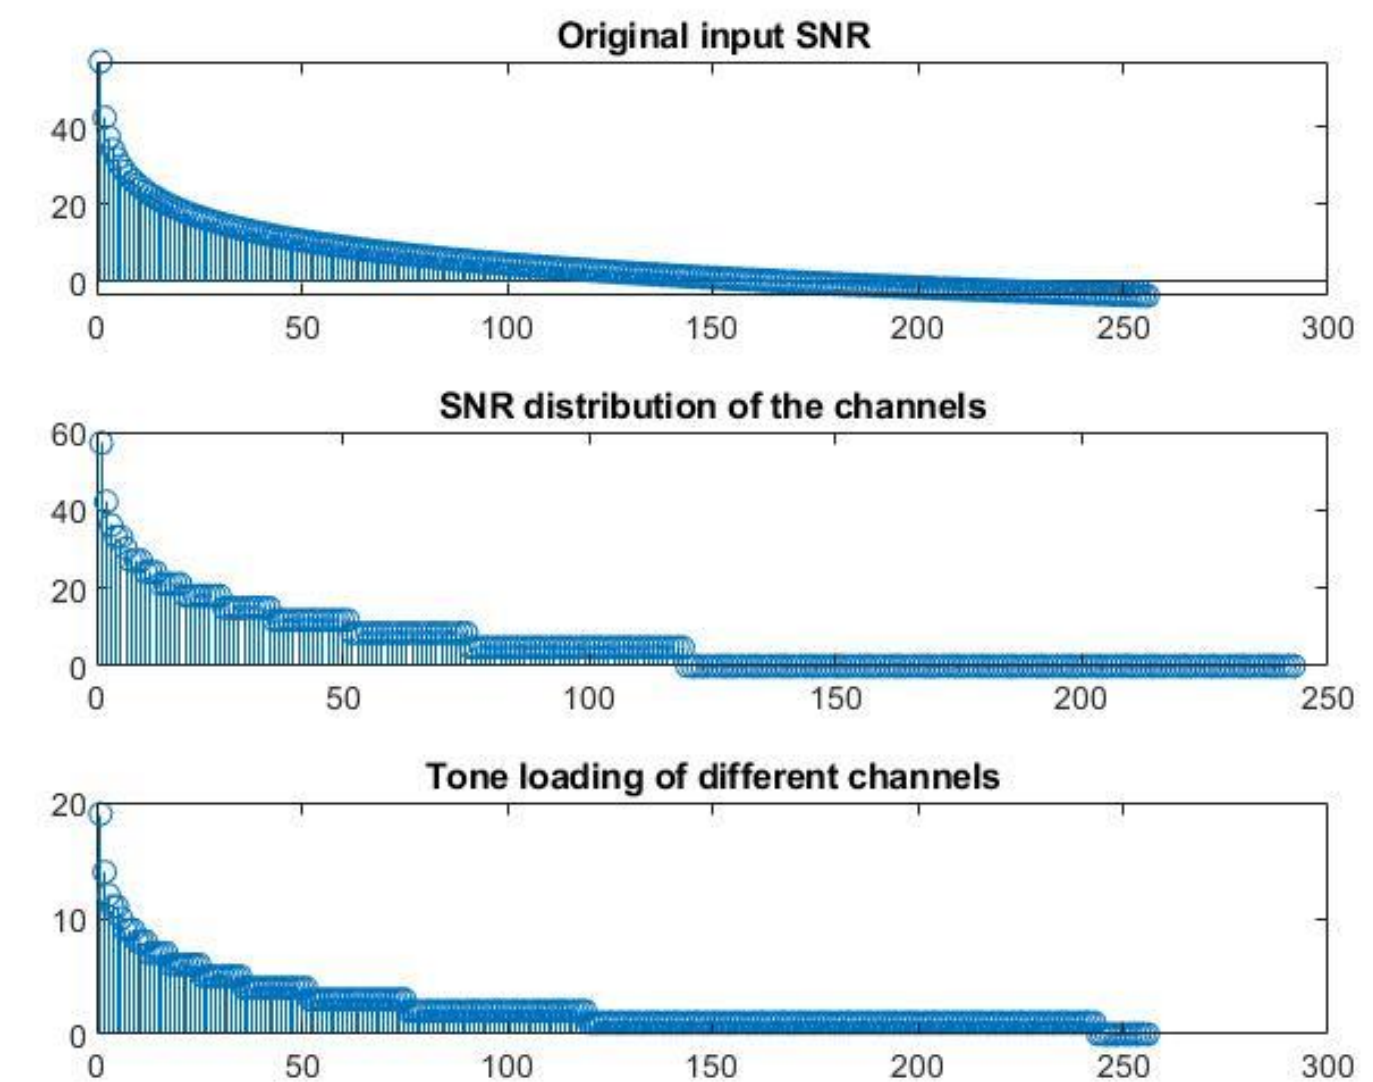 Original input SNR
40
20
0
0 50 100 150 200 250 300
SNR distribution of the channels
60
40
20
0
0 50 100 150 200 250
Tone loading of different channels
20
10
0
0 50 100 150 200 250 300